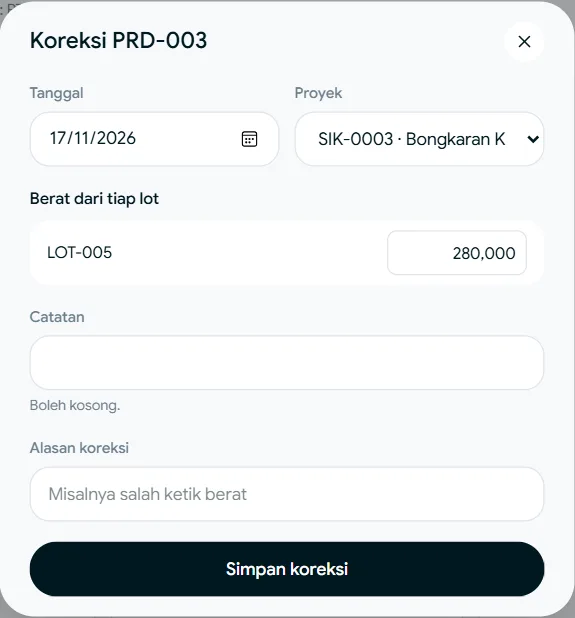 Koreksi PRD-003
Tanggal
Proyek
17/11/2026
SIK-0003 · Bongkaran K
Berat dari tiap lot
LOT-005
280,000
Catatan
Boleh kosong.
Alasan koreksi
Misalnya salah ketik berat
Simpan koreksi